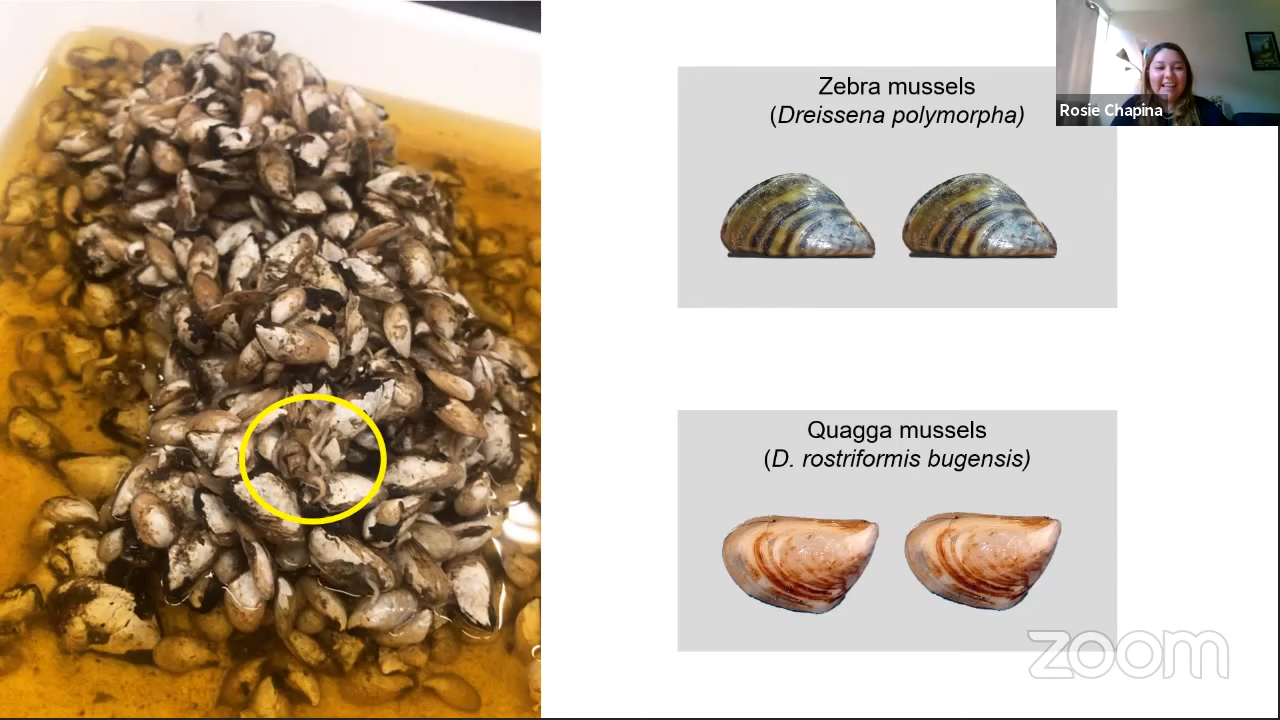 Zebra mussels
(Dreissena polymorpha)
Rosie Chapina
Quagga mussels
(D. rostriformis bugensis)
zoom